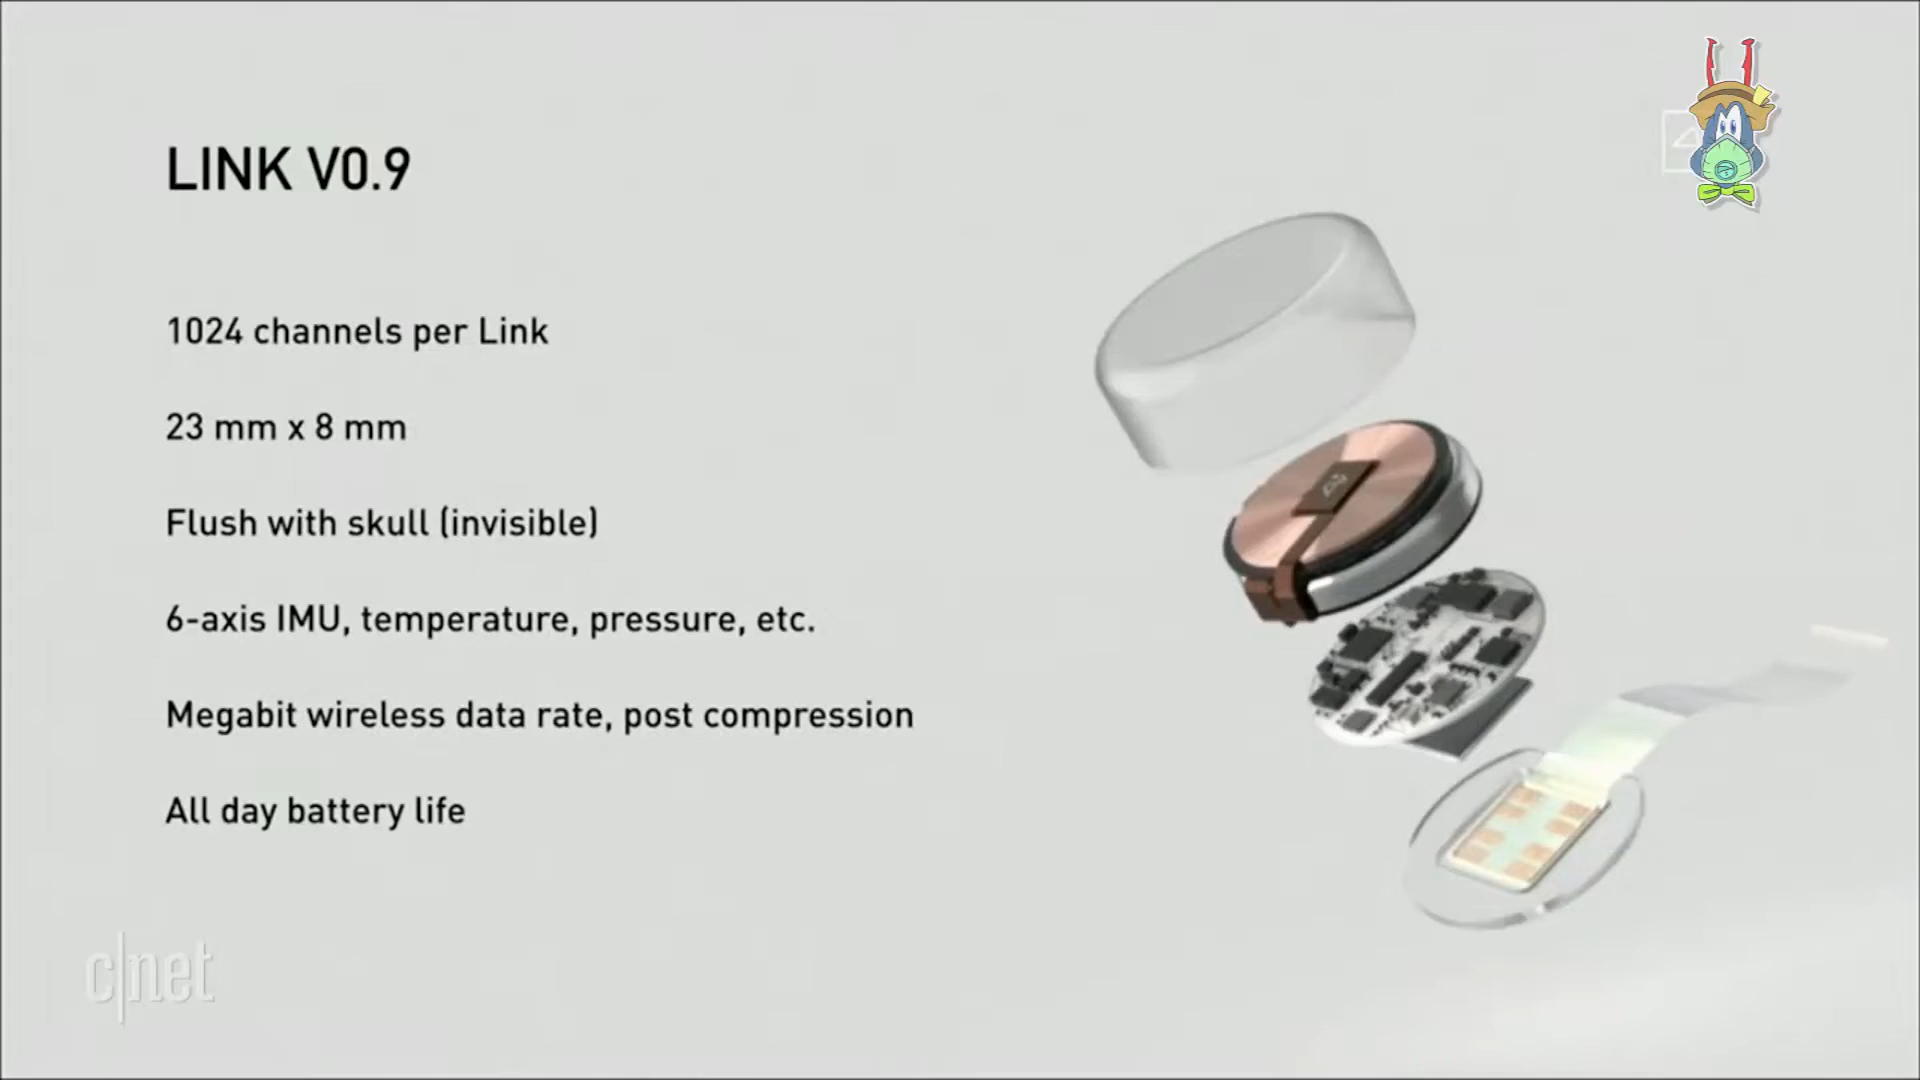 LINK V0.9
1024 channels per Link
23 mm x 8 mm
Flush with skull (invisible)
6-axis IMU, temperature, pressure, etc.
Megabit wireless data rate, post compression
All day battery life
c|net